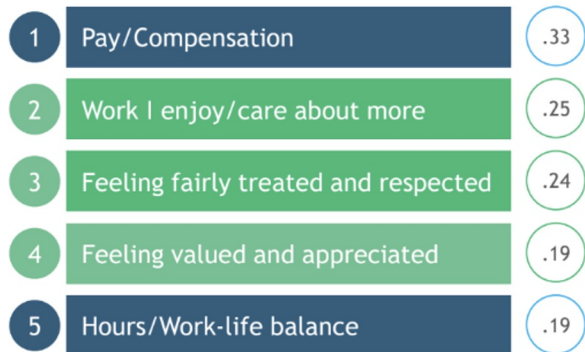 1 Pay/Compensation .33
2 Work I enjoy/care about more .25
3 Feeling fairly treated and respected .24
4 Feeling valued and appreciated .19
5 Hours/Work-life balance .19